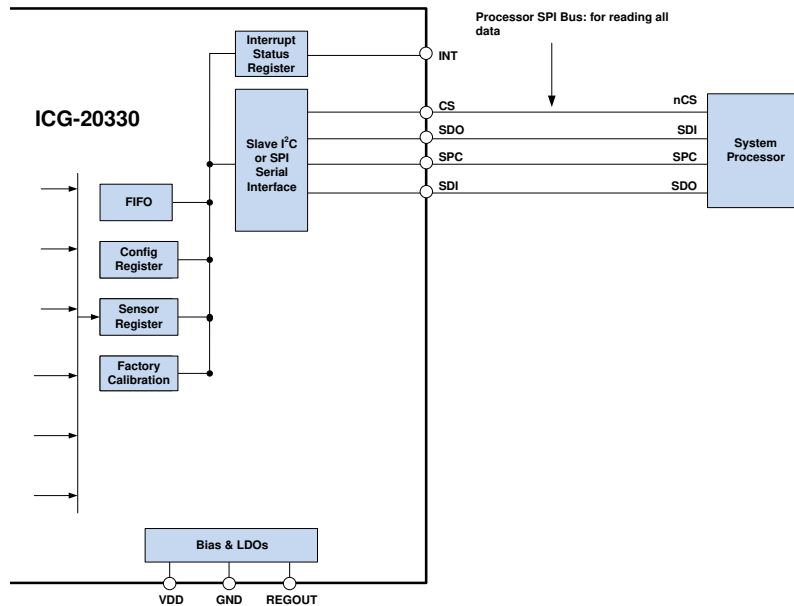 Processor SPI Bus: for reading all
data
Interrupt
Status
Register
INT
ICG-20330
Slave I²C
or SPI
Serial
Interface
CS
nCS
SDO
SDI
SPC
SPC
SDI
SDO
System
Processor
FIFO
Config
Register
Sensor
Register
Factory
Calibration
Bias & LDOs
VDD
GND
REGOUT